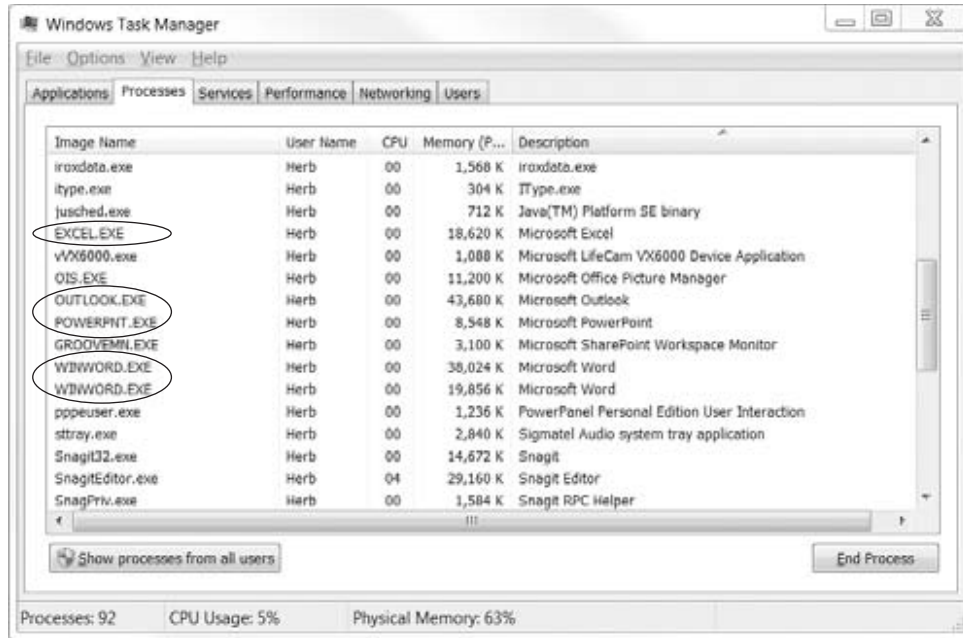 Windows Task Manager
File Options View Help
Applications Processes Services Performance Networking Users
Image Name User Name CPU Memory (P... Description
iroxdata.exe Herb 00 1,568 K iroxdata.exe
itype.exe Herb 00 304 K IType.exe
jusched.exe Herb 00 712 K Java(TM) Platform SE binary
EXCEL.EXE Herb 00 18,620 K Microsoft Excel
vVX6000.exe Herb 00 1,088 K Microsoft LifeCam VX6000 Device Application
OIS.EXE Herb 00 11,200 K Microsoft Office Picture Manager
OUTLOOK.EXE Herb 00 43,680 K Microsoft Outlook
POWERPNT.EXE Herb 00 8,548 K Microsoft PowerPoint
GROOVEMN.EXE Herb 00 3,100 K Microsoft SharePoint Workspace Monitor
WINWORD.EXE Herb 00 38,024 K Microsoft Word
WINWORD.EXE Herb 00 19,856 K Microsoft Word
pppeuser.exe Herb 00 1,236 K PowerPanel Personal Edition User Interaction
sttray.exe Herb 00 2,840 K Sigmatel Audio system tray application
Snagit32.exe Herb 00 14,672 K Snagit
SnagitEditor.exe Herb 04 29,160 K Snagit Editor
SnagPriv.exe Herb 00 1,584 K Snagit RPC Helper
Show processes from all users End Process
Processes: 92 CPU Usage: 5% Physical Memory: 63%